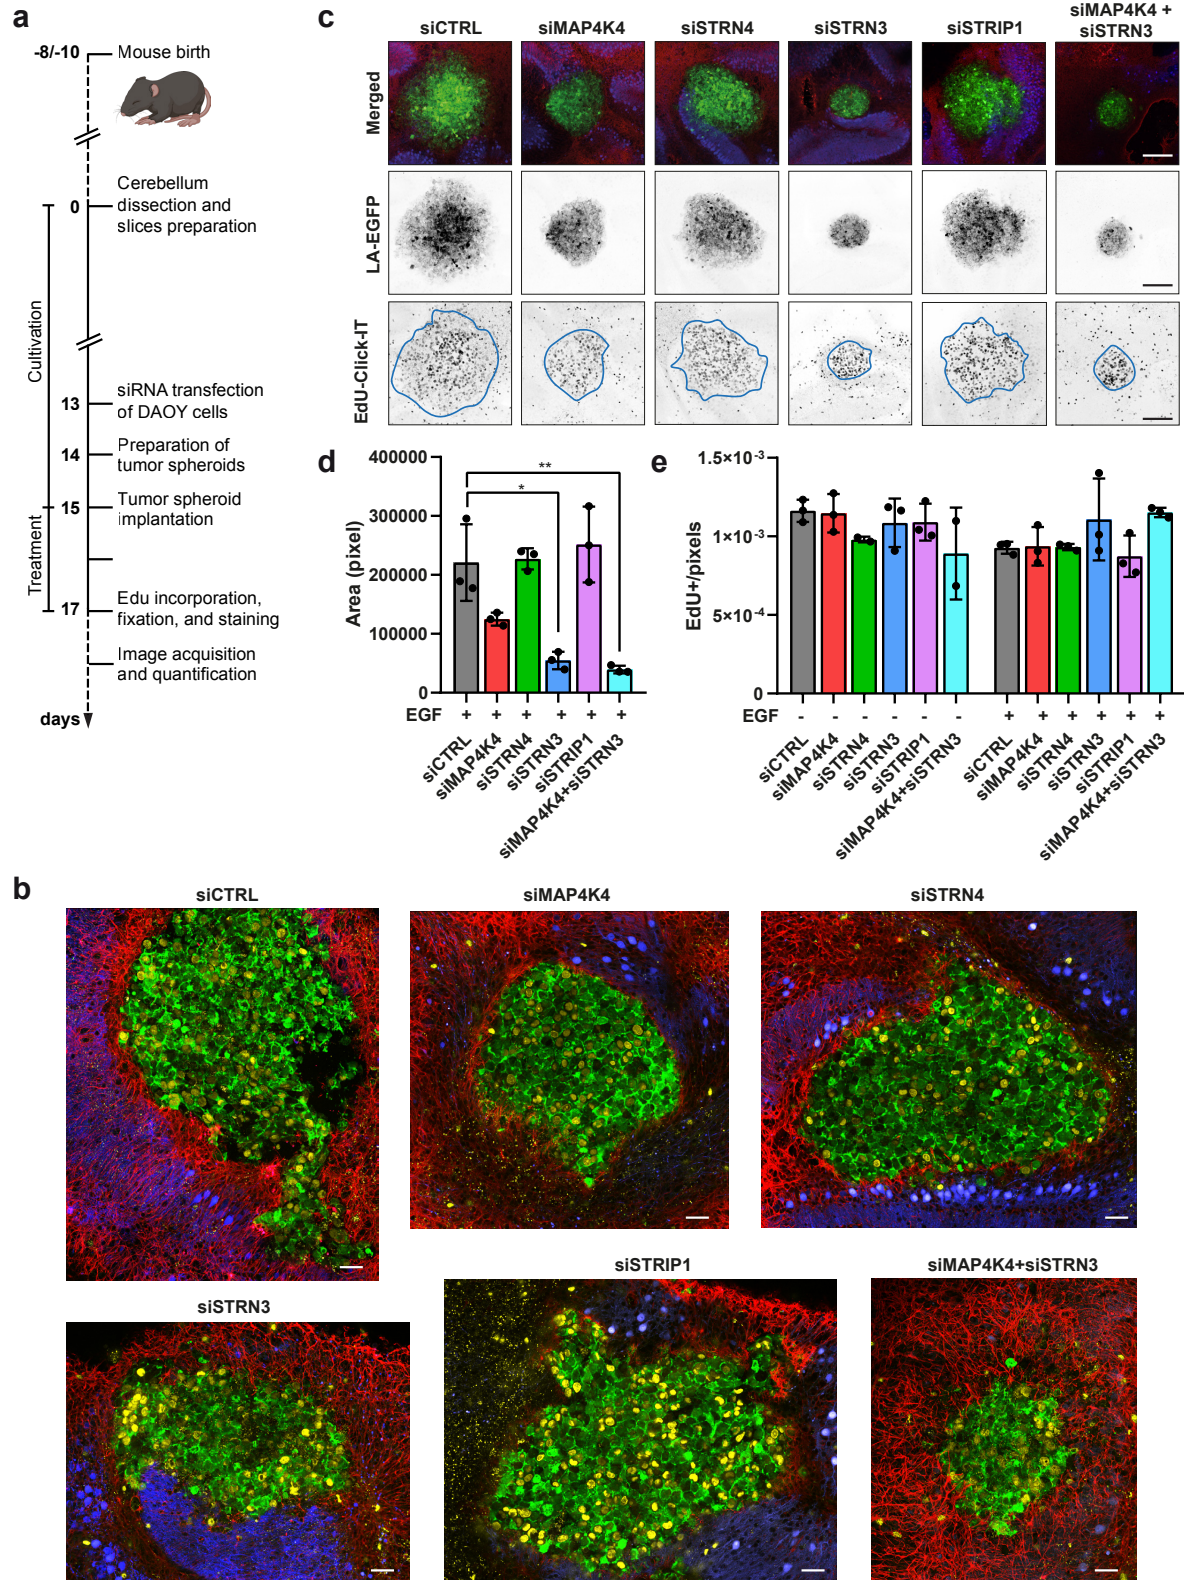 a
-8/-10
Mouse birth
0
Cerebellum
dissection and
slices preparation
Cultivation
13
siRNA transfection
of DAOY cells
14
Preparation of
tumor spheroids
15
Tumor spheroid
implantation
Treatment
17
Edu incorporation,
fixation, and staining
Image acquisition
and quantification
days
c
siCTRL
siMAP4K4
siSTRN4
siSTRN3
siSTRIP1
siMAP4K4 +
siSTRN3
Merged
LA-EGFP
EdU-Click-IT
d
Area (pixel)
400000
300000
200000
100000
0
**
*
EGF + + + + + +
siCTRL
siMAP4K4
siSTRN4
siSTRN3
siSTRIP1
siMAP4K4+siSTRN3
e
EdU+/pixels
1.5×10⁻³
1×10⁻³
5×10⁻⁴
0
EGF - - - - - - + + + + + +
siCTRL
siMAP4K4
siSTRN4
siSTRN3
siSTRIP1
siMAP4K4+siSTRN3
siCTRL
siMAP4K4
siSTRN4
siSTRN3
siSTRIP1
siMAP4K4+siSTRN3
b
siCTRL
siMAP4K4
siSTRN4
siSTRN3
siSTRIP1
siMAP4K4+siSTRN3